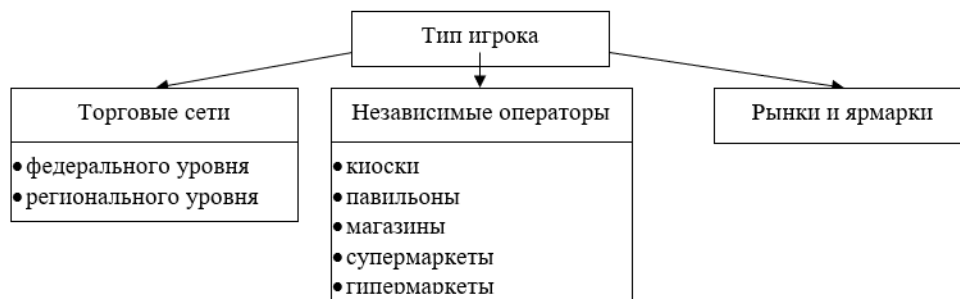 Тип игрока
Торговые сети
• федерального уровня
• регионального уровня
Независимые операторы
• киоски
• павильоны
• магазины
• супермаркеты
• гипермаркеты
Рынки и ярмарки